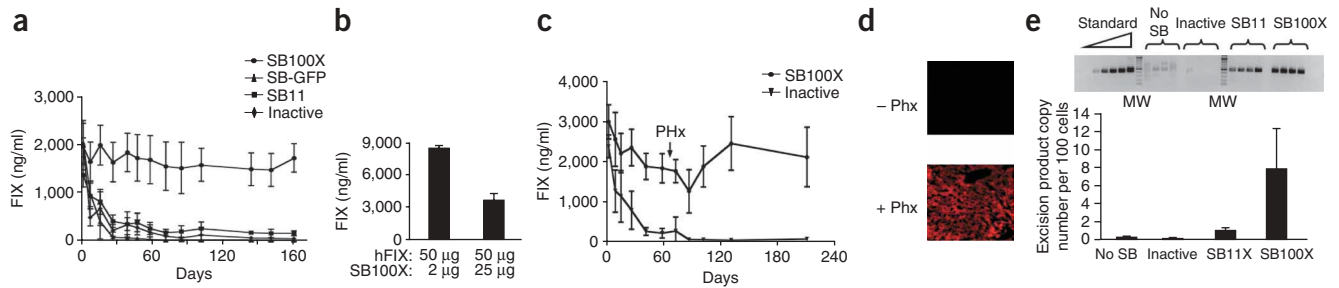 a
SB100X
SB-GFP
SB11
Inactive
3,000
2,000
1,000
0
FIX (ng/ml)
0 30 60 90 120 160
Days
b
9,000
6,000
3,000
0
FIX (ng/ml)
hFIX: 50 µg 50 µg
SB100X: 2 µg 25 µg
c
4,000
3,000
2,000
1,000
0
FIX (ng/ml)
SB100X
Inactive
PHx
0 60 120 180 240
Days
d
– Phx
+ Phx
e
Standard
No
SB
Inactive
SB11
SB100X
MW
MW
Excision product copy
number per 100 cells
14
12
10
8
6
4
2
0
No SB
Inactive
SB11X
SB100X